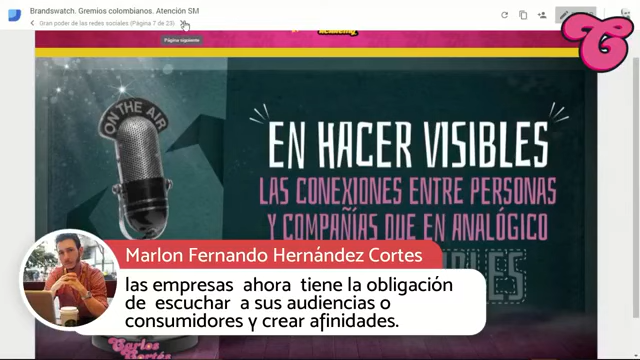 Brandswatch. Gremios colombianos. Atención SM
Gran poder de las redes sociales (Página 7 de 23)
Página siguiente
ON THE AIR
EN HACER VISIBLES
LAS CONEXIONES ENTRE PERSONAS
Y COMPAÑÍAS QUE EN ANALÓGICO
Marlon Fernando Hernández Cortes
las empresas ahora tiene la obligación
de escuchar a sus audiencias o
consumidores y crear afinidades.
Carlos
Cortés